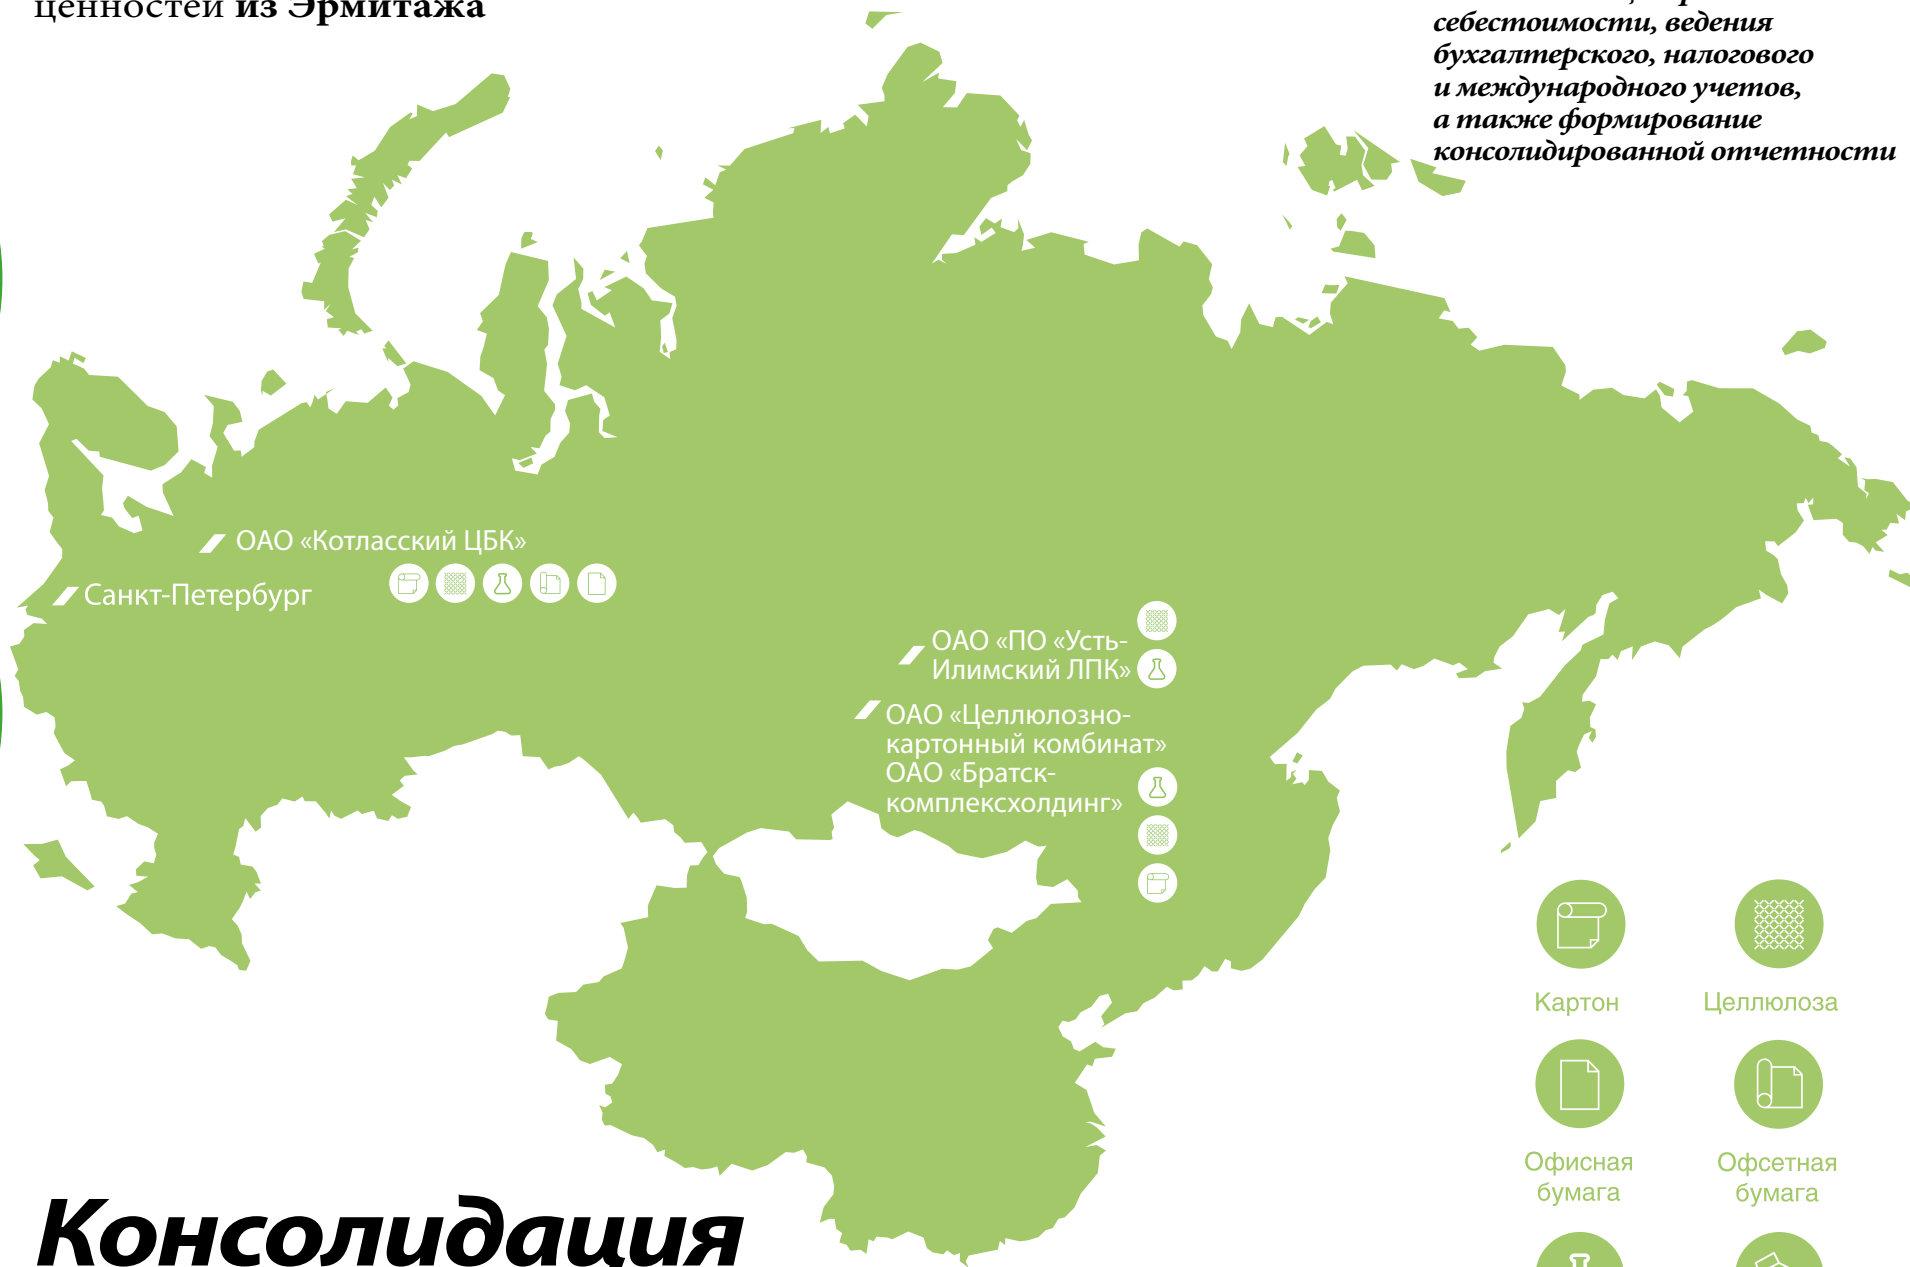 ценностей из Эрмитажа
себестоимости, ведения
бухгалтерского, налогового
и международного учетов,
а также формирование
консолидированной отчетности
ОАО «Котласский ЦБК»
Санкт-Петербург
ОАО «ПО «Усть-
Илимский ЛПК»
ОАО «Целлюлозно-
картонный комбинат»
ОАО «Братск-
комплексхолдинг»
Картон
Целлюлоза
Офисная
бумага
Офсетная
бумага
Консолидация